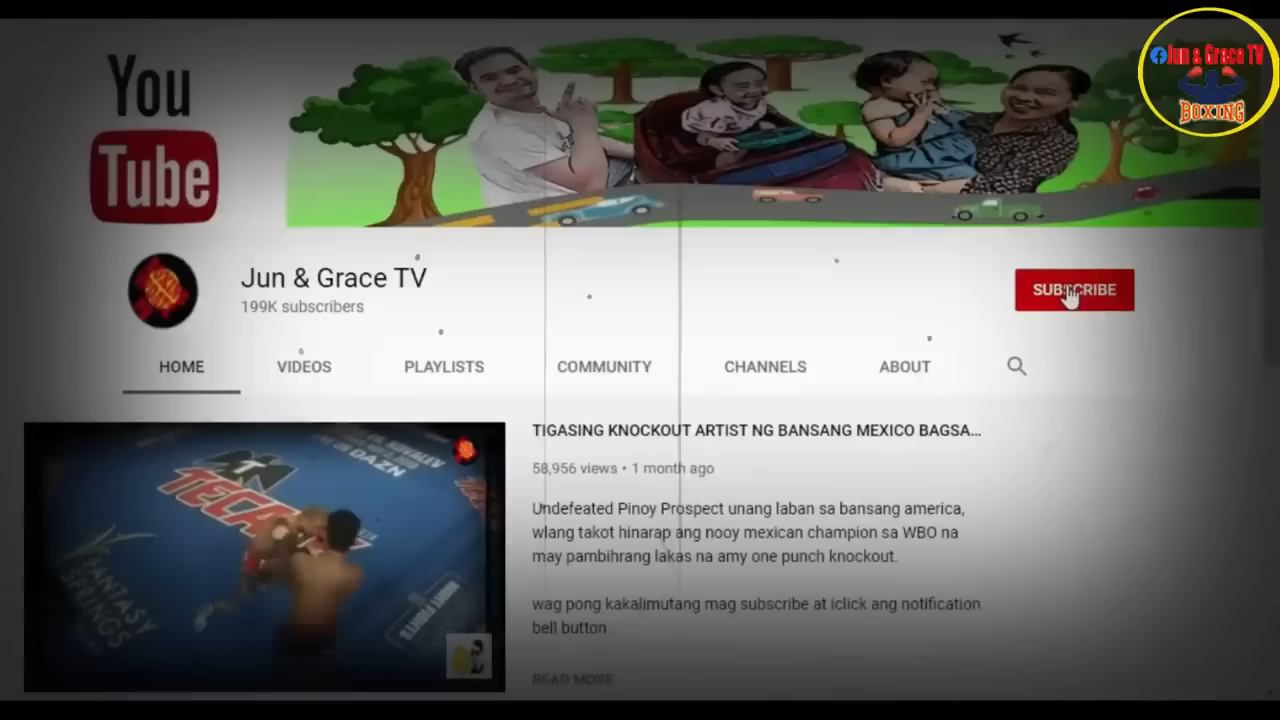 You
Tube
Jun & Grace TV
BOXING
Jun & Grace TV
199K subscribers
SUBSCRIBE
HOME
VIDEOS
PLAYLISTS
COMMUNITY
CHANNELS
ABOUT
TIGASING KNOCKOUT ARTIST NG BANSANG MEXICO BAGSA...
58,956 views • 1 month ago
Undefeated Pinoy Prospect unang laban sa bansang america,
wlang takot hinarap ang nooy mexican champion sa WBO na
may pambihrang lakas na amy one punch knockout.
wag pong kakalimutang mag subscribe at iclick ang notification
bell button
READ MORE
DAZN
TECA
FANTASY
SPRINGS